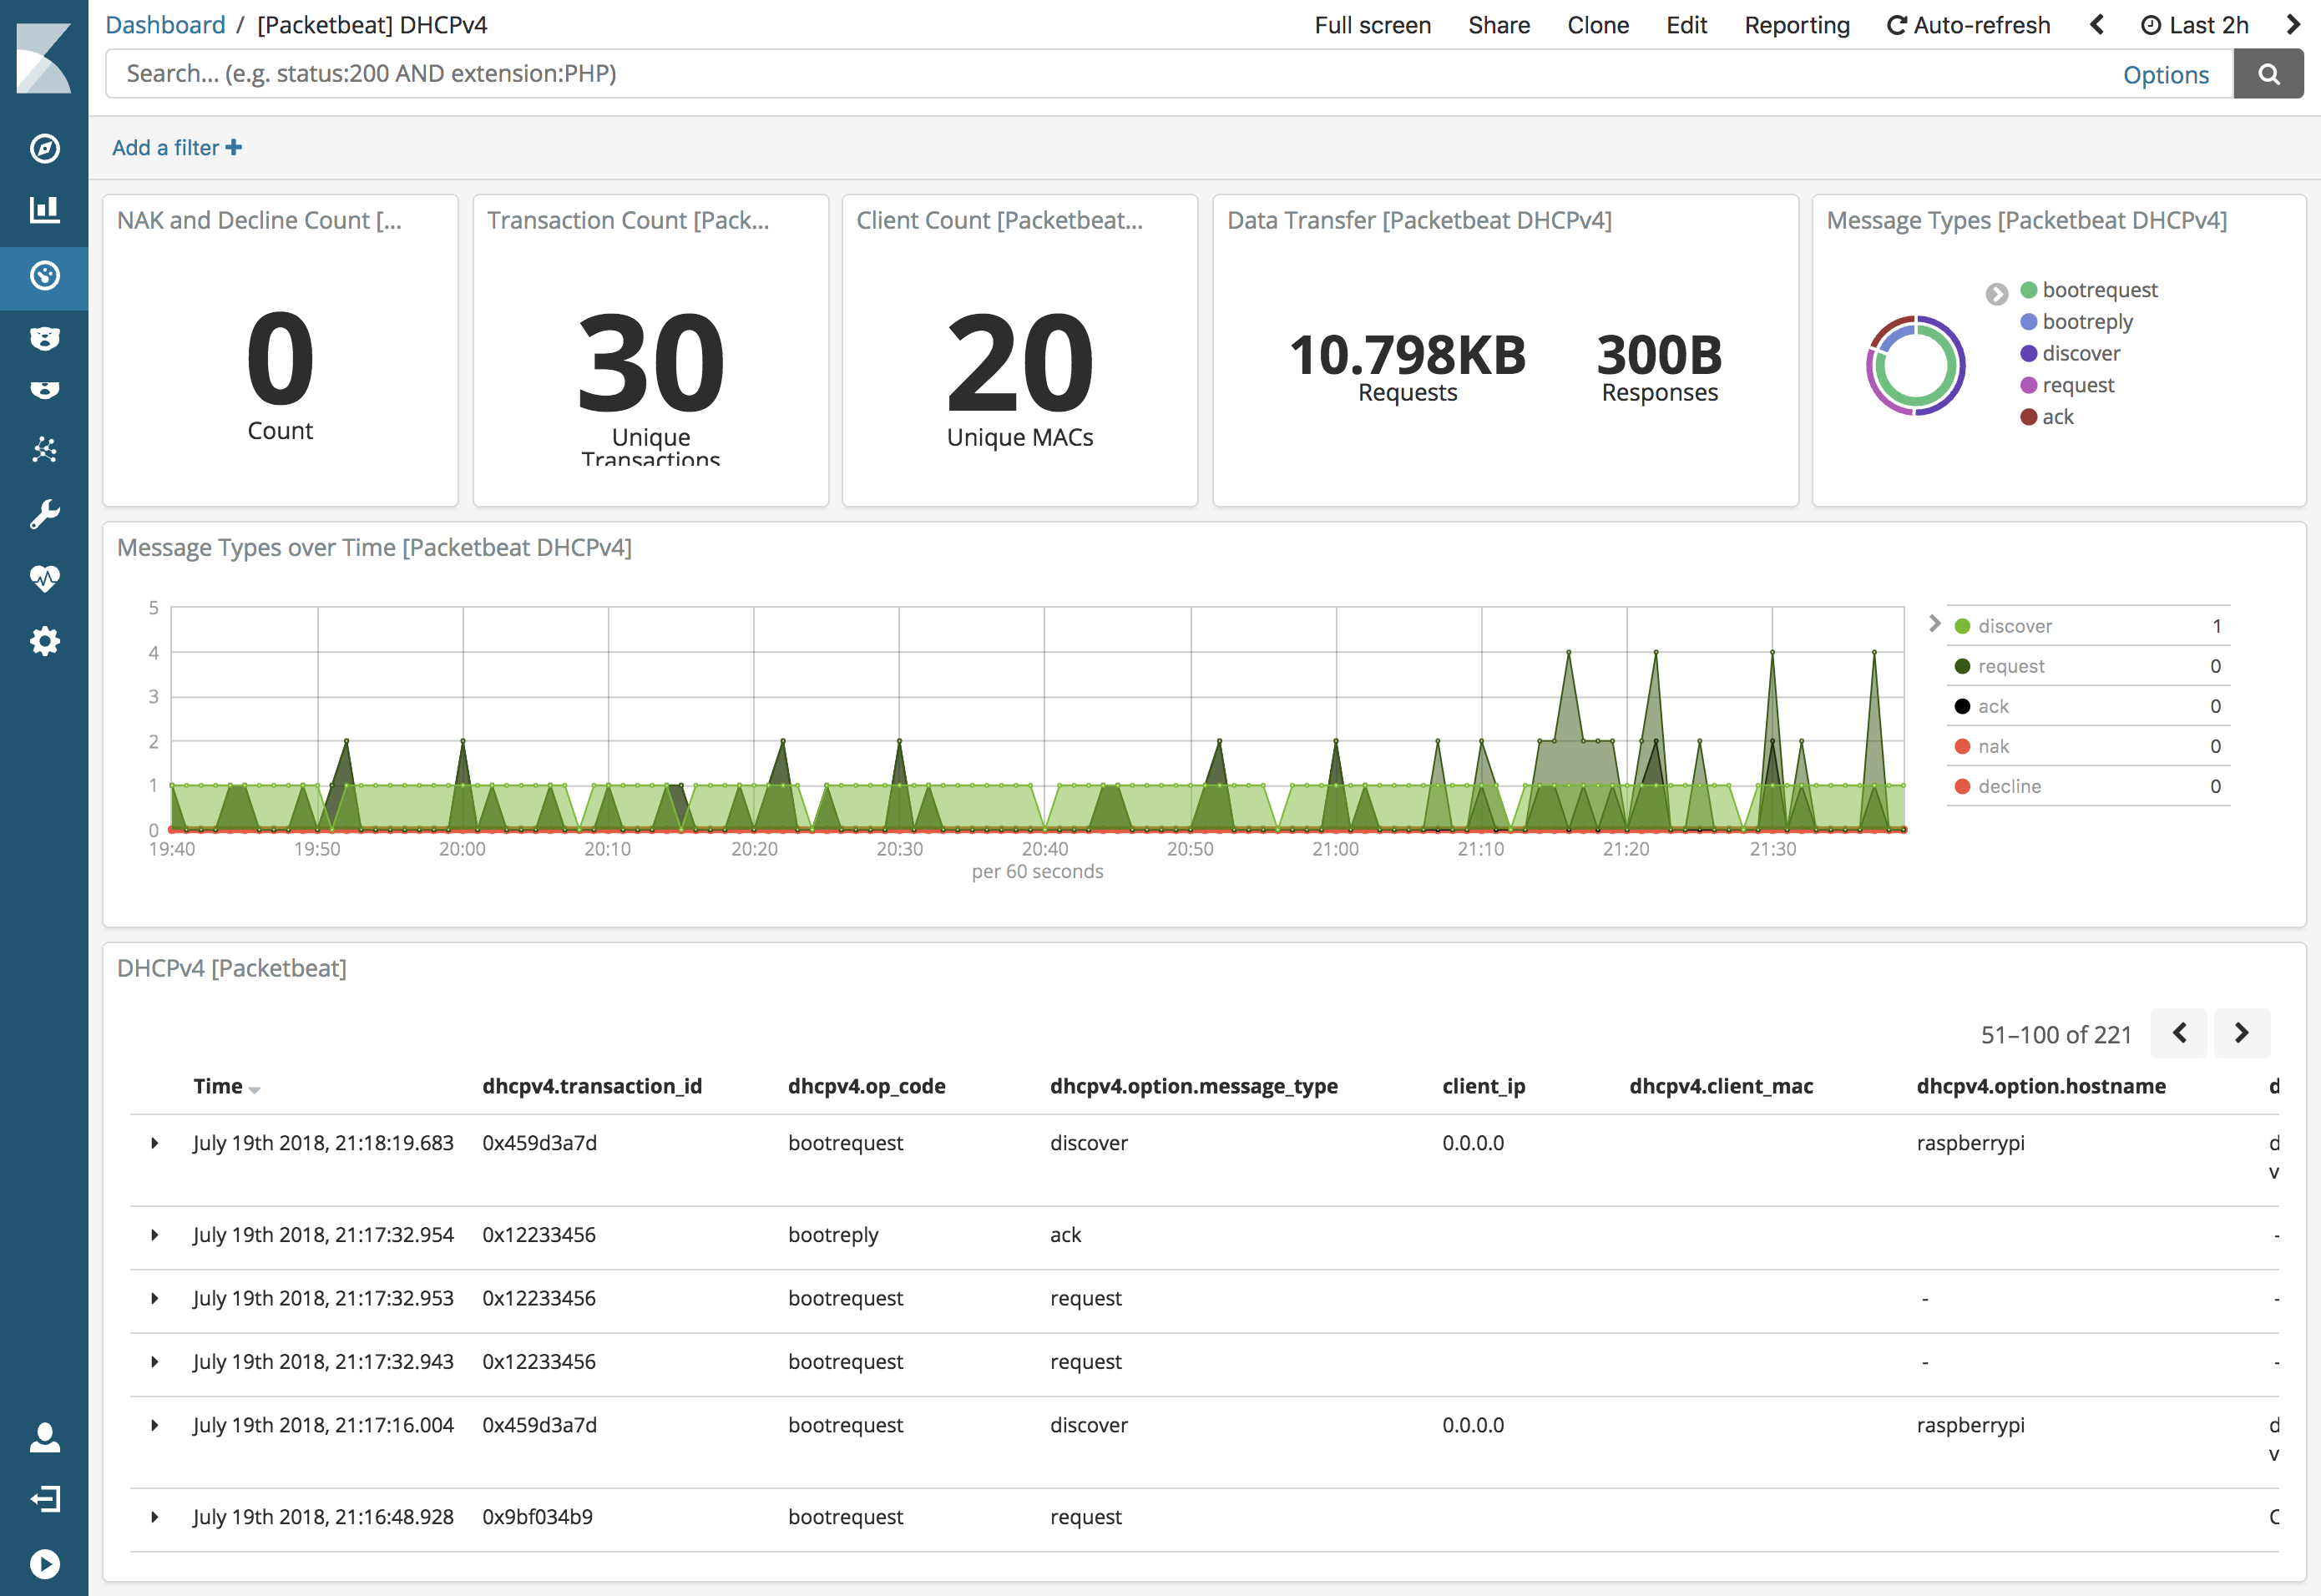 Dashboard / [Packetbeat] DHCPv4
Full screen Share Clone Edit Reporting Auto-refresh Last 2h
Search... (e.g. status:200 AND extension:PHP)
Options
Add a filter
NAK and Decline Count [...
0
Count
Transaction Count [Pack...
30
Unique
Transactions
Client Count [Packetbeat...
20
Unique MACs
Data Transfer [Packetbeat DHCPv4]
10.798KB 300B
Requests Responses
Message Types [Packetbeat DHCPv4]
bootrequest
bootreply
discover
request
ack
Message Types over Time [Packetbeat DHCPv4]
5
4
3
2
1
0
19:40 19:50 20:00 20:10 20:20 20:30 20:40 20:50 21:00 21:10 21:20 21:30
per 60 seconds
discover 1
request 0
ack 0
nak 0
decline 0
DHCPv4 [Packetbeat]
51–100 of 221
Time dhcpv4.transaction_id dhcpv4.op_code dhcpv4.option.message_type client_ip dhcpv4.client_mac dhcpv4.option.hostname d
July 19th 2018, 21:18:19.683 0x459d3a7d bootrequest discover 0.0.0.0 raspberrypi d
v
July 19th 2018, 21:17:32.954 0x12233456 bootreply ack -
July 19th 2018, 21:17:32.953 0x12233456 bootrequest request - -
July 19th 2018, 21:17:32.943 0x12233456 bootrequest request - -
July 19th 2018, 21:17:16.004 0x459d3a7d bootrequest discover 0.0.0.0 raspberrypi d
v
July 19th 2018, 21:16:48.928 0x9bf034b9 bootrequest request